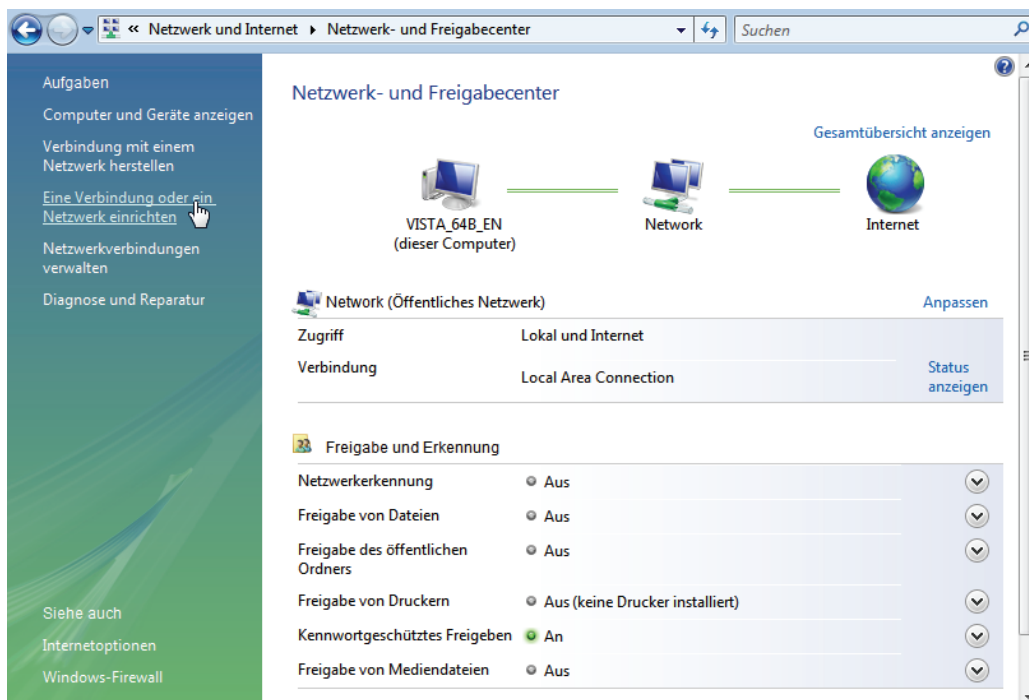 « Netzwerk und Internet ▸ Netzwerk- und Freigabecenter
Suchen
Aufgaben
Computer und Geräte anzeigen
Verbindung mit einem
Netzwerk herstellen
Eine Verbindung oder ein
Netzwerk einrichten
Netzwerkverbindungen
verwalten
Diagnose und Reparatur
Siehe auch
Internetoptionen
Windows-Firewall
Netzwerk- und Freigabecenter
Gesamtübersicht anzeigen
VISTA_64B_EN
(dieser Computer)
Network
Internet
Network (Öffentliches Netzwerk)
Anpassen
Zugriff
Lokal und Internet
Verbindung
Local Area Connection
Status
anzeigen
Freigabe und Erkennung
Netzwerkerkennung
Aus
Freigabe von Dateien
Aus
Freigabe des öffentlichen
Ordners
Aus
Freigabe von Druckern
Aus (keine Drucker installiert)
Kennwortgeschütztes Freigeben
An
Freigabe von Mediendateien
Aus